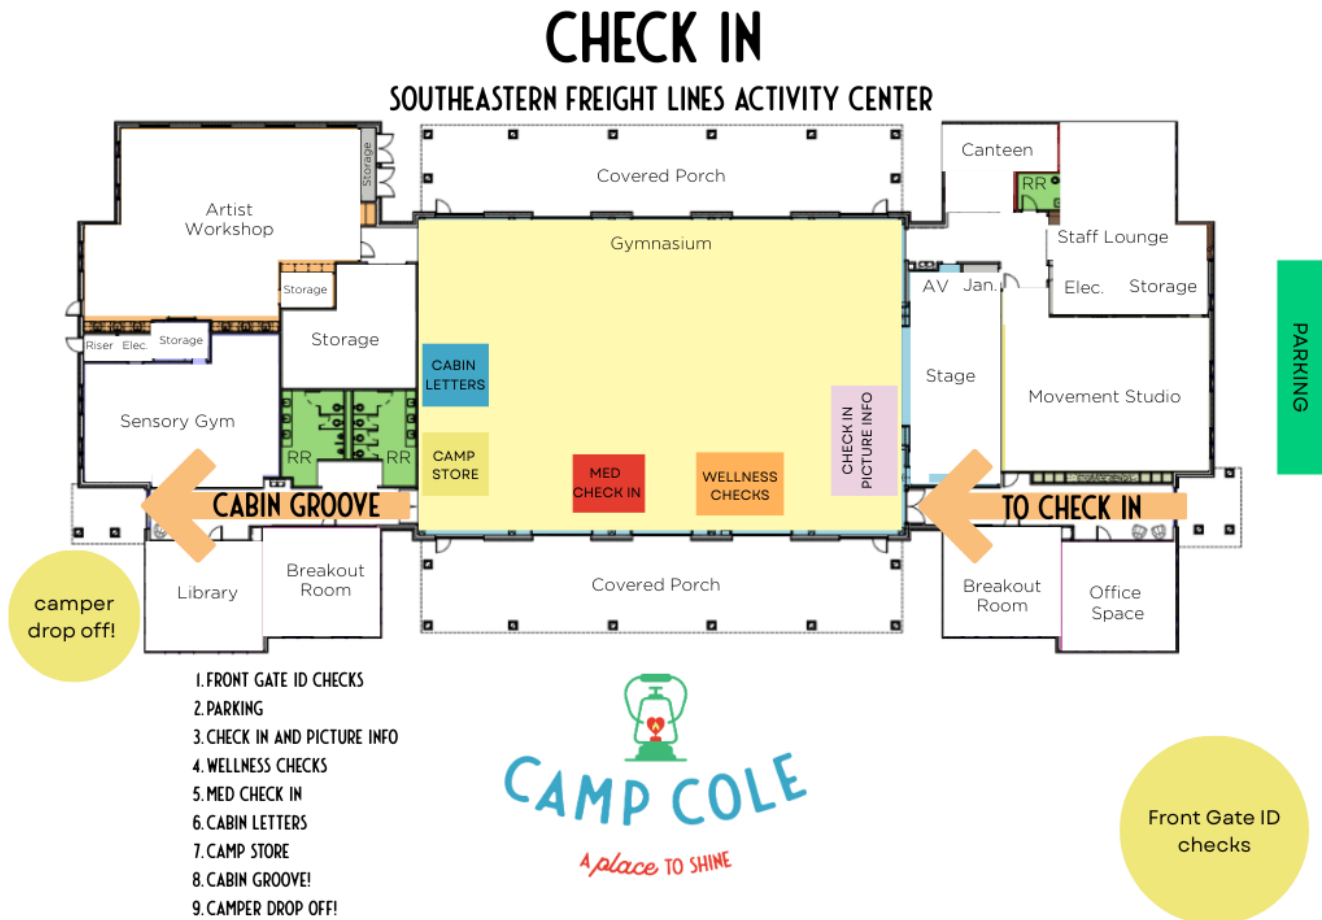 CHECK IN
SOUTHEASTERN FREIGHT LINES ACTIVITY CENTER
Canteen
Storage
Covered Porch
RR
Artist
Workshop
Gymnasium
Staff Lounge
Storage
AV
Jan.
Elec.
Storage
Riser
Elec.
Storage
Storage
CABIN
LETTERS
Stage
Movement Studio
PARKING
Sensory Gym
CHECK IN
PICTURE INFO
RR
RR
CAMP
STORE
MED
CHECK IN
WELLNESS
CHECKS
CABIN GROOVE
TO CHECK IN
camper
drop off!
Library
Breakout
Room
Covered Porch
Breakout
Room
Office
Space
1. FRONT GATE ID CHECKS
2. PARKING
3. CHECK IN AND PICTURE INFO
4. WELLNESS CHECKS
5. MED CHECK IN
6. CABIN LETTERS
7. CAMP STORE
8. CABIN GROOVE!
9. CAMPER DROP OFF!
CAMP COLE
A place TO SHINE
Front Gate ID
checks